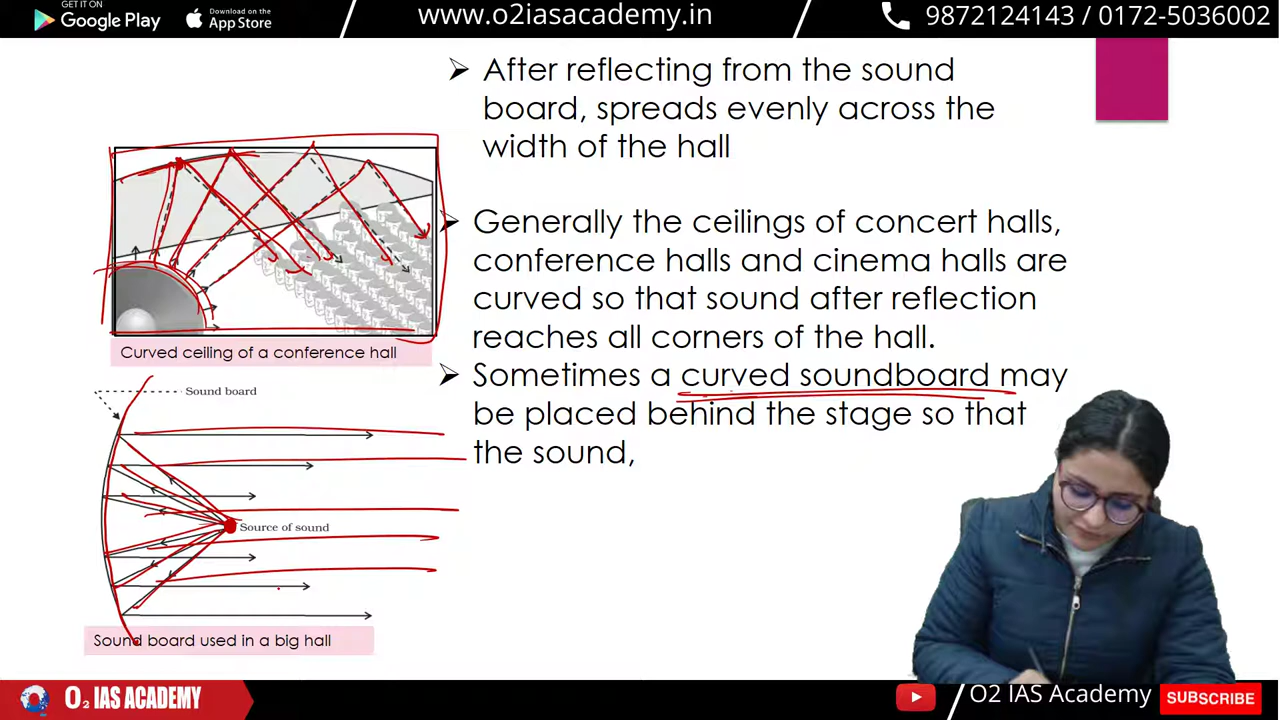 GET IT ON
Google Play
Download on the
App Store
www.o2iasacademy.in
9872124143 / 0172-5036002
➢ After reflecting from the sound
board, spreads evenly across the
width of the hall
➢ Generally the ceilings of concert halls,
conference halls and cinema halls are
curved so that sound after reflection
reaches all corners of the hall.
➢ Sometimes a curved soundboard may
be placed behind the stage so that
the sound,
Curved ceiling of a conference hall
Sound board
Source of sound
Sound board used in a big hall
O2 IAS ACADEMY
O2 IAS Academy
SUBSCRIBE